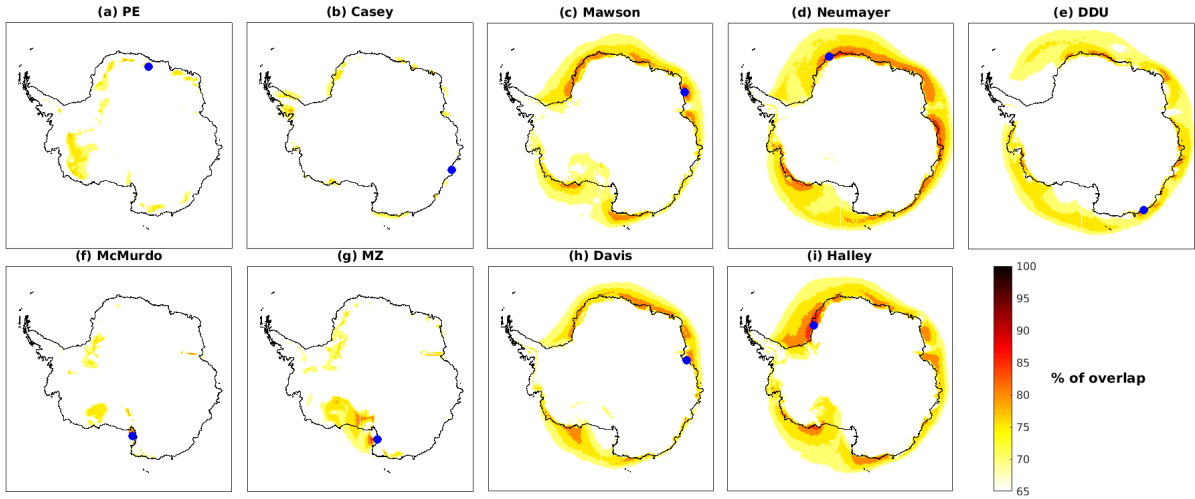 (a) PE
(b) Casey
(c) Mawson
(d) Neumayer
(e) DDU
(f) McMurdo
(g) MZ
(h) Davis
(i) Halley
100
95
90
85
80
75
70
65
% of overlap